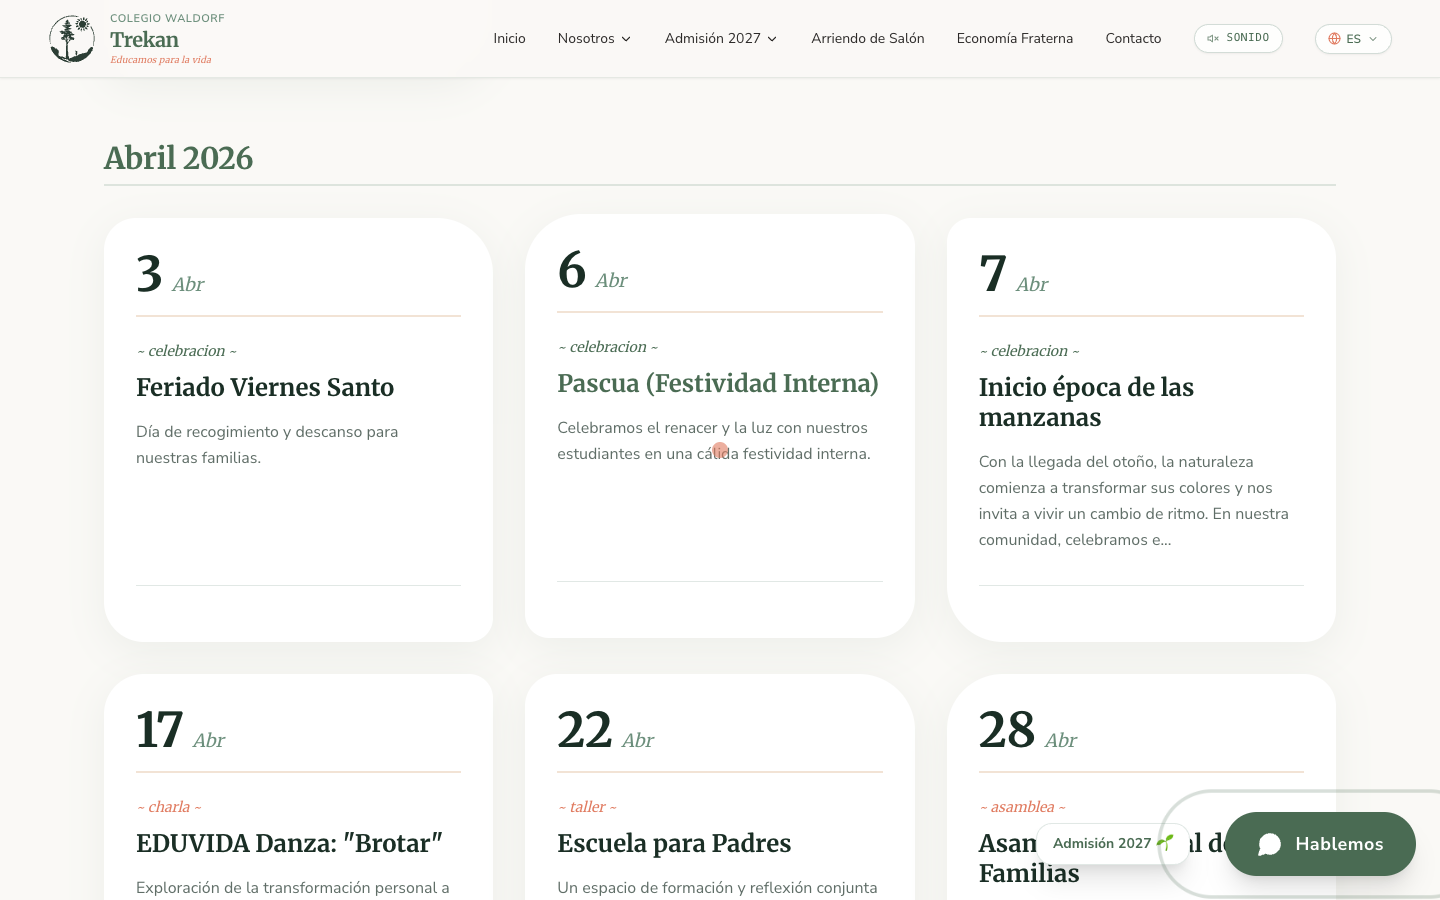 COLEGIO WALDORF
Trekan
Educamos para la vida
Inicio
Nosotros
Admisión 2027
Arriendo de Salón
Economía Fraterna
Contacto
SONIDO
ES
Abril 2026
3 Abr
~ celebracion ~
Feriado Viernes Santo
Día de recogimiento y descanso para
nuestras familias.
6 Abr
~ celebracion ~
Pascua (Festividad Interna)
Celebramos el renacer y la luz con nuestros
estudiantes en una cálida festividad interna.
7 Abr
~ celebracion ~
Inicio época de las
manzanas
Con la llegada del otoño, la naturaleza
comienza a transformar sus colores y nos
invita a vivir un cambio de ritmo. En nuestra
comunidad, celebramos e...
17 Abr
~ charla ~
EDUVIDA Danza: "Brotar"
Exploración de la transformación personal a
22 Abr
~ taller ~
Escuela para Padres
Un espacio de formación y reflexión conjunta
28 Abr
~ asamblea ~
Familias
Admisión 2027
Hablemos